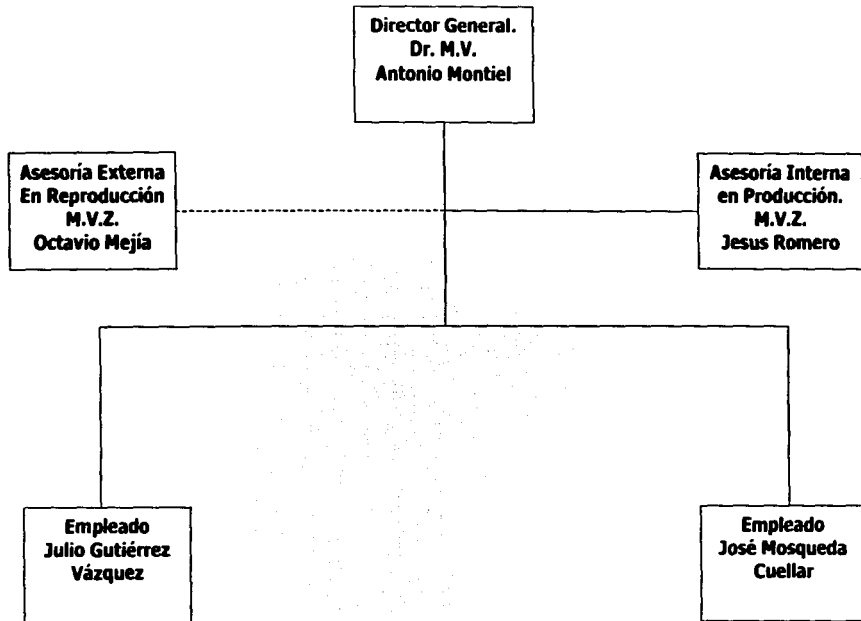 Director General.
Dr. M.V.
Antonio Montiel
Asesoría Externa
En Reproducción
M.V.Z.
Octavio Mejía
Asesoría Interna
en Producción.
M.V.Z.
Jesus Romero
Empleado
Julio Gutiérrez
Vázquez
Empleado
José Mosqueda
Cuellar